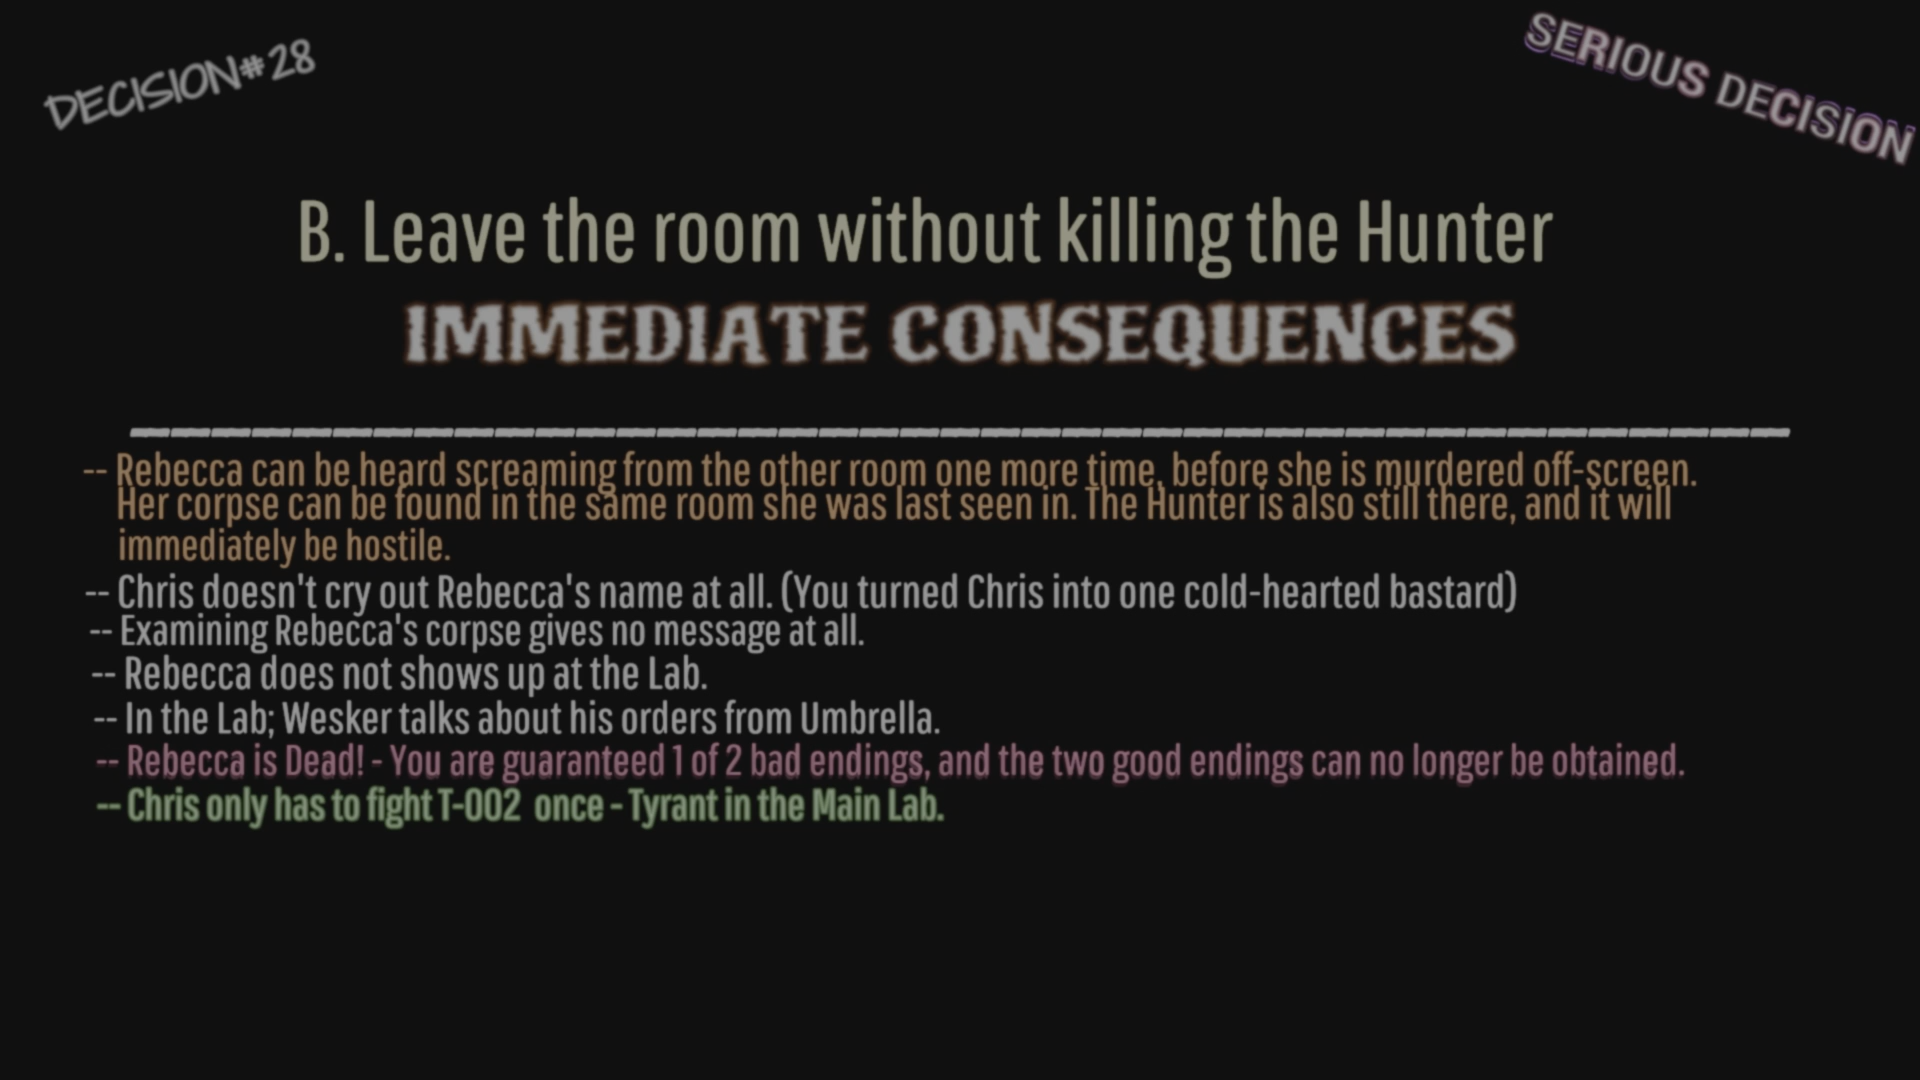 DECISION#28
SERIOUS DECISION
B. Leave the room without killing the Hunter
IMMEDIATE CONSEQUENCES
-- Rebecca can be heard screaming from the other room one more time, before she is murdered off-screen.
Her corpse can be found in the same room she was last seen in. The Hunter is also still there, and it will
immediately be hostile.
-- Chris doesn't cry out Rebecca's name at all. (You turned Chris into one cold-hearted bastard)
-- Examining Rebecca's corpse gives no message at all.
-- Rebecca does not shows up at the Lab.
-- In the Lab; Wesker talks about his orders from Umbrella.
-- Rebecca is Dead! - You are guaranteed 1 of 2 bad endings, and the two good endings can no longer be obtained.
-- Chris only has to fight T-002 once - Tyrant in the Main Lab.